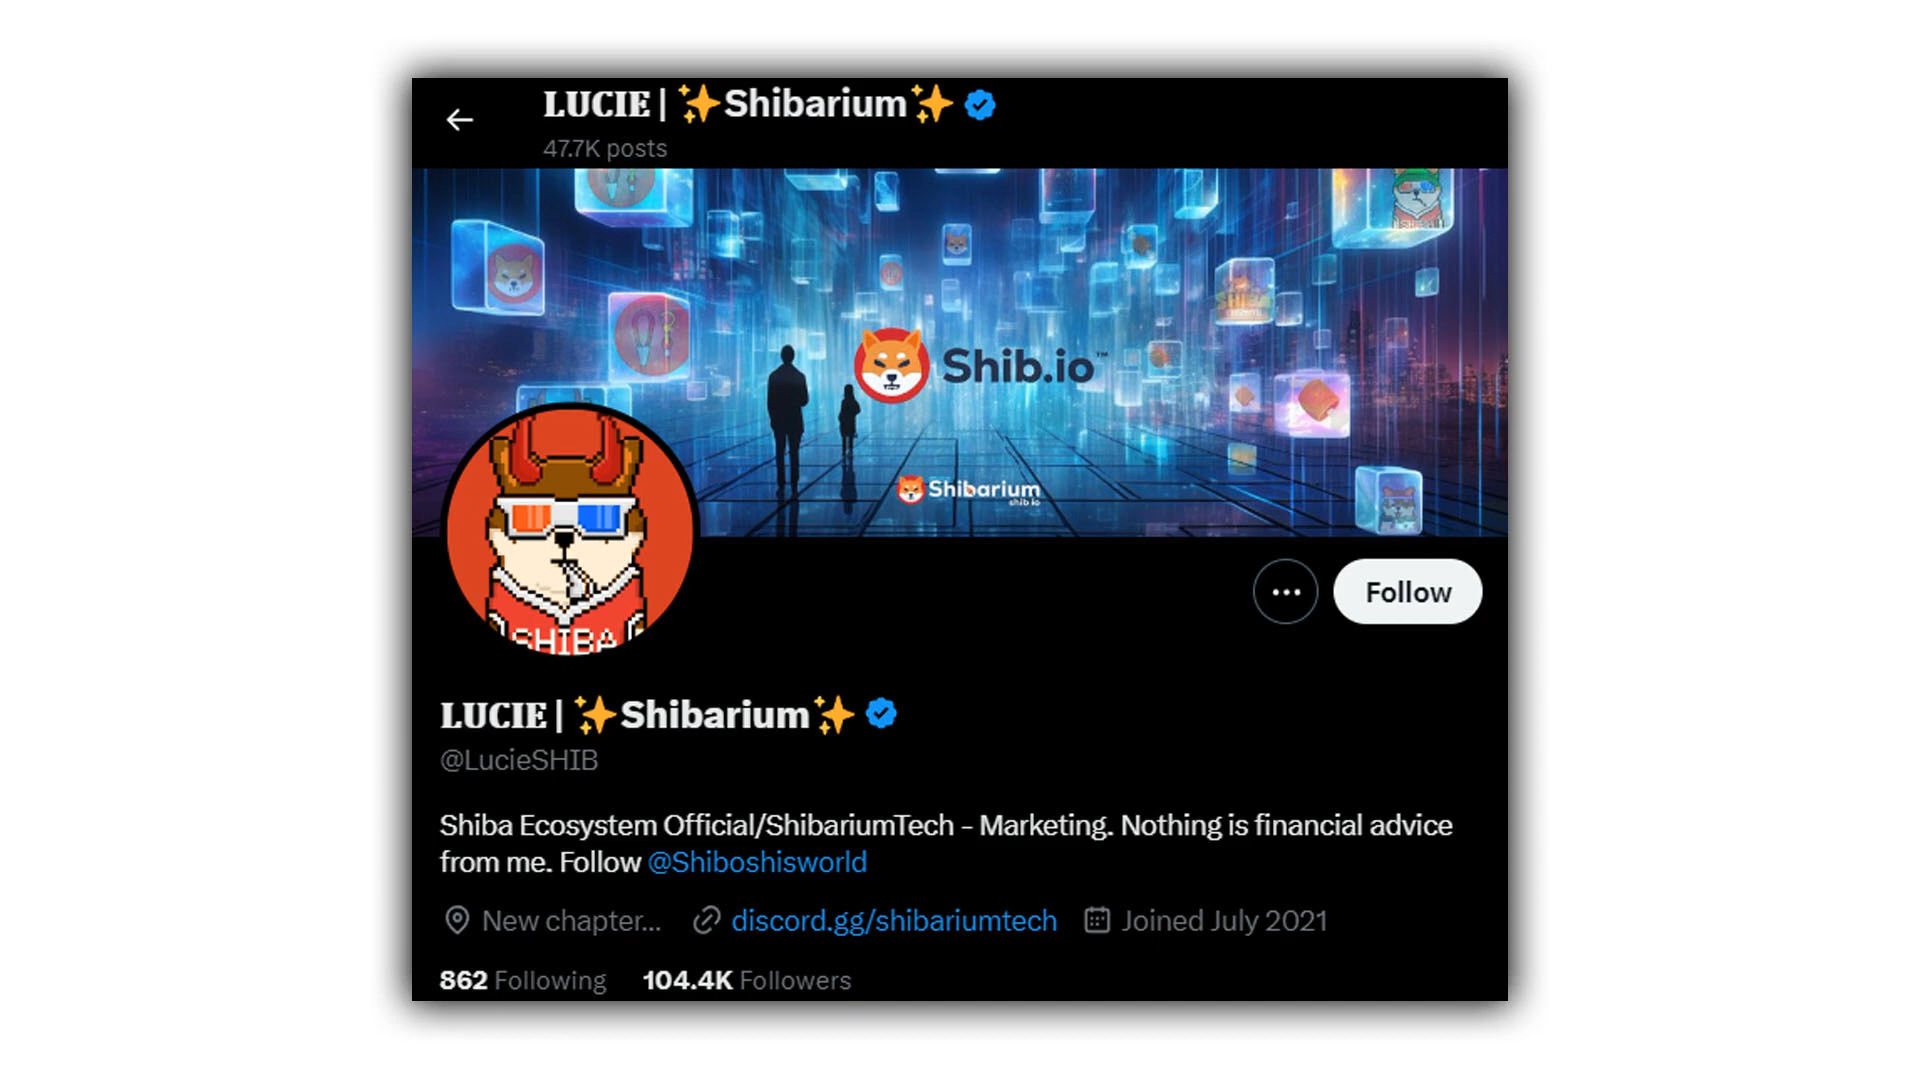 LUCIE | ✨Shibarium✨
47.7K posts
Shib.io™
Shibarium
shib io
SHIBA
Follow
LUCIE | ✨Shibarium✨
@LucieSHIB
Shiba Ecosystem Official/ShibariumTech - Marketing. Nothing is financial advice
from me. Follow @Shiboshisworld
New chapter... discord.gg/shibariumtech Joined July 2021
862 Following 104.4K Followers